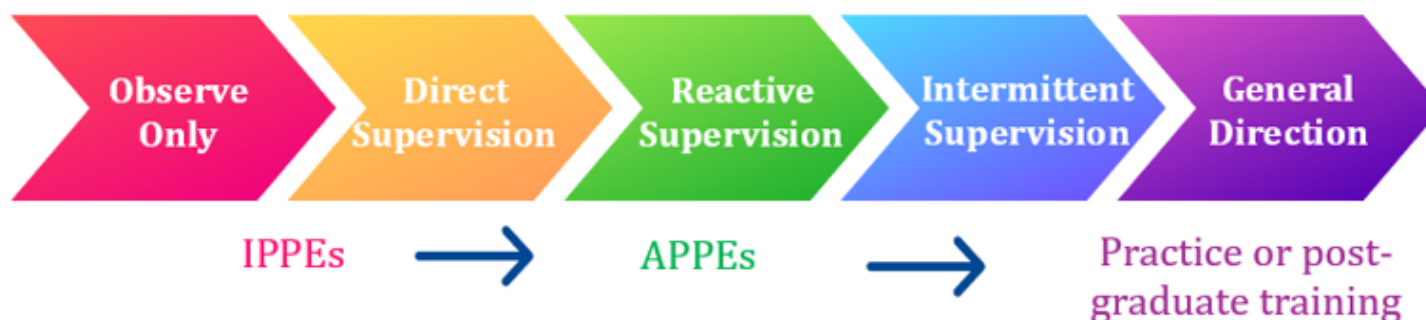 Observe
Only
Direct
Supervision
Reactive
Supervision
Intermittent
Supervision
General
Direction
IPPEs
APPEs
Practice or post-
graduate training